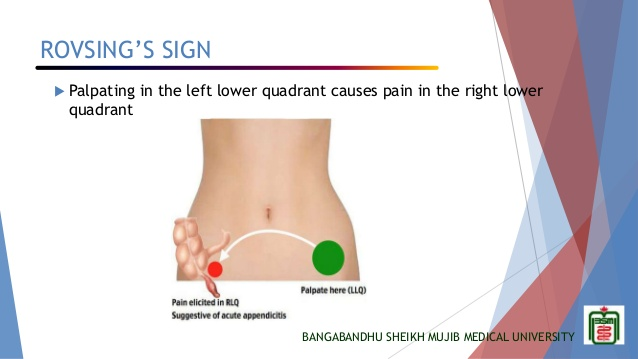 ROVSING'S SIGN
Palpating in the left lower quadrant causes pain in the right lower
quadrant
Palpate here (LLQ)
Pain elicited in RLQ
Suggestive of acute appendicitis
BANGABANDHU SHEIKH MUJIB MEDICAL UNIVERSITY